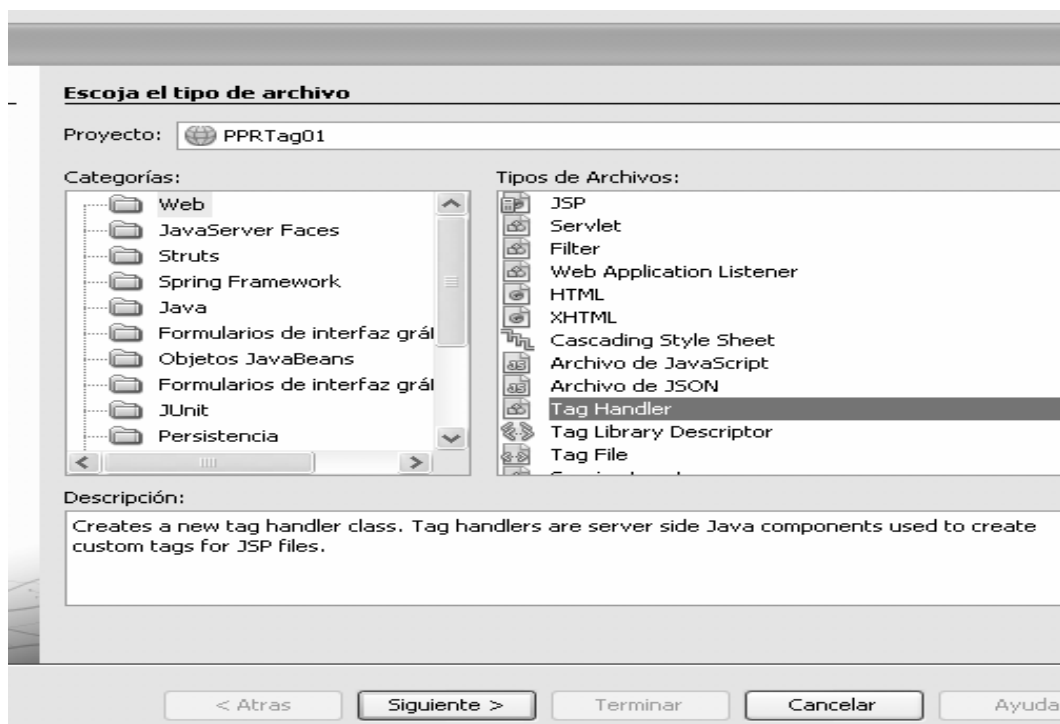 Escoja el tipo de archivo
Proyecto: PPRTag01
Categorías:
Web
JavaServer Faces
Struts
Spring Framework
Java
Formularios de interfaz grál
Objetos JavaBeans
Formularios de interfaz grál
JUnit
Persistencia
Tipos de Archivos:
JSP
Servlet
Filter
Web Application Listener
HTML
XHTML
Cascading Style Sheet
Archivo de JavaScript
Archivo de JSON
Tag Handler
Tag Library Descriptor
Tag File
Descripción:
Creates a new tag handler class. Tag handlers are server side Java components used to create
custom tags for JSP files.
< Atras Siguiente > Terminar Cancelar Ayuda